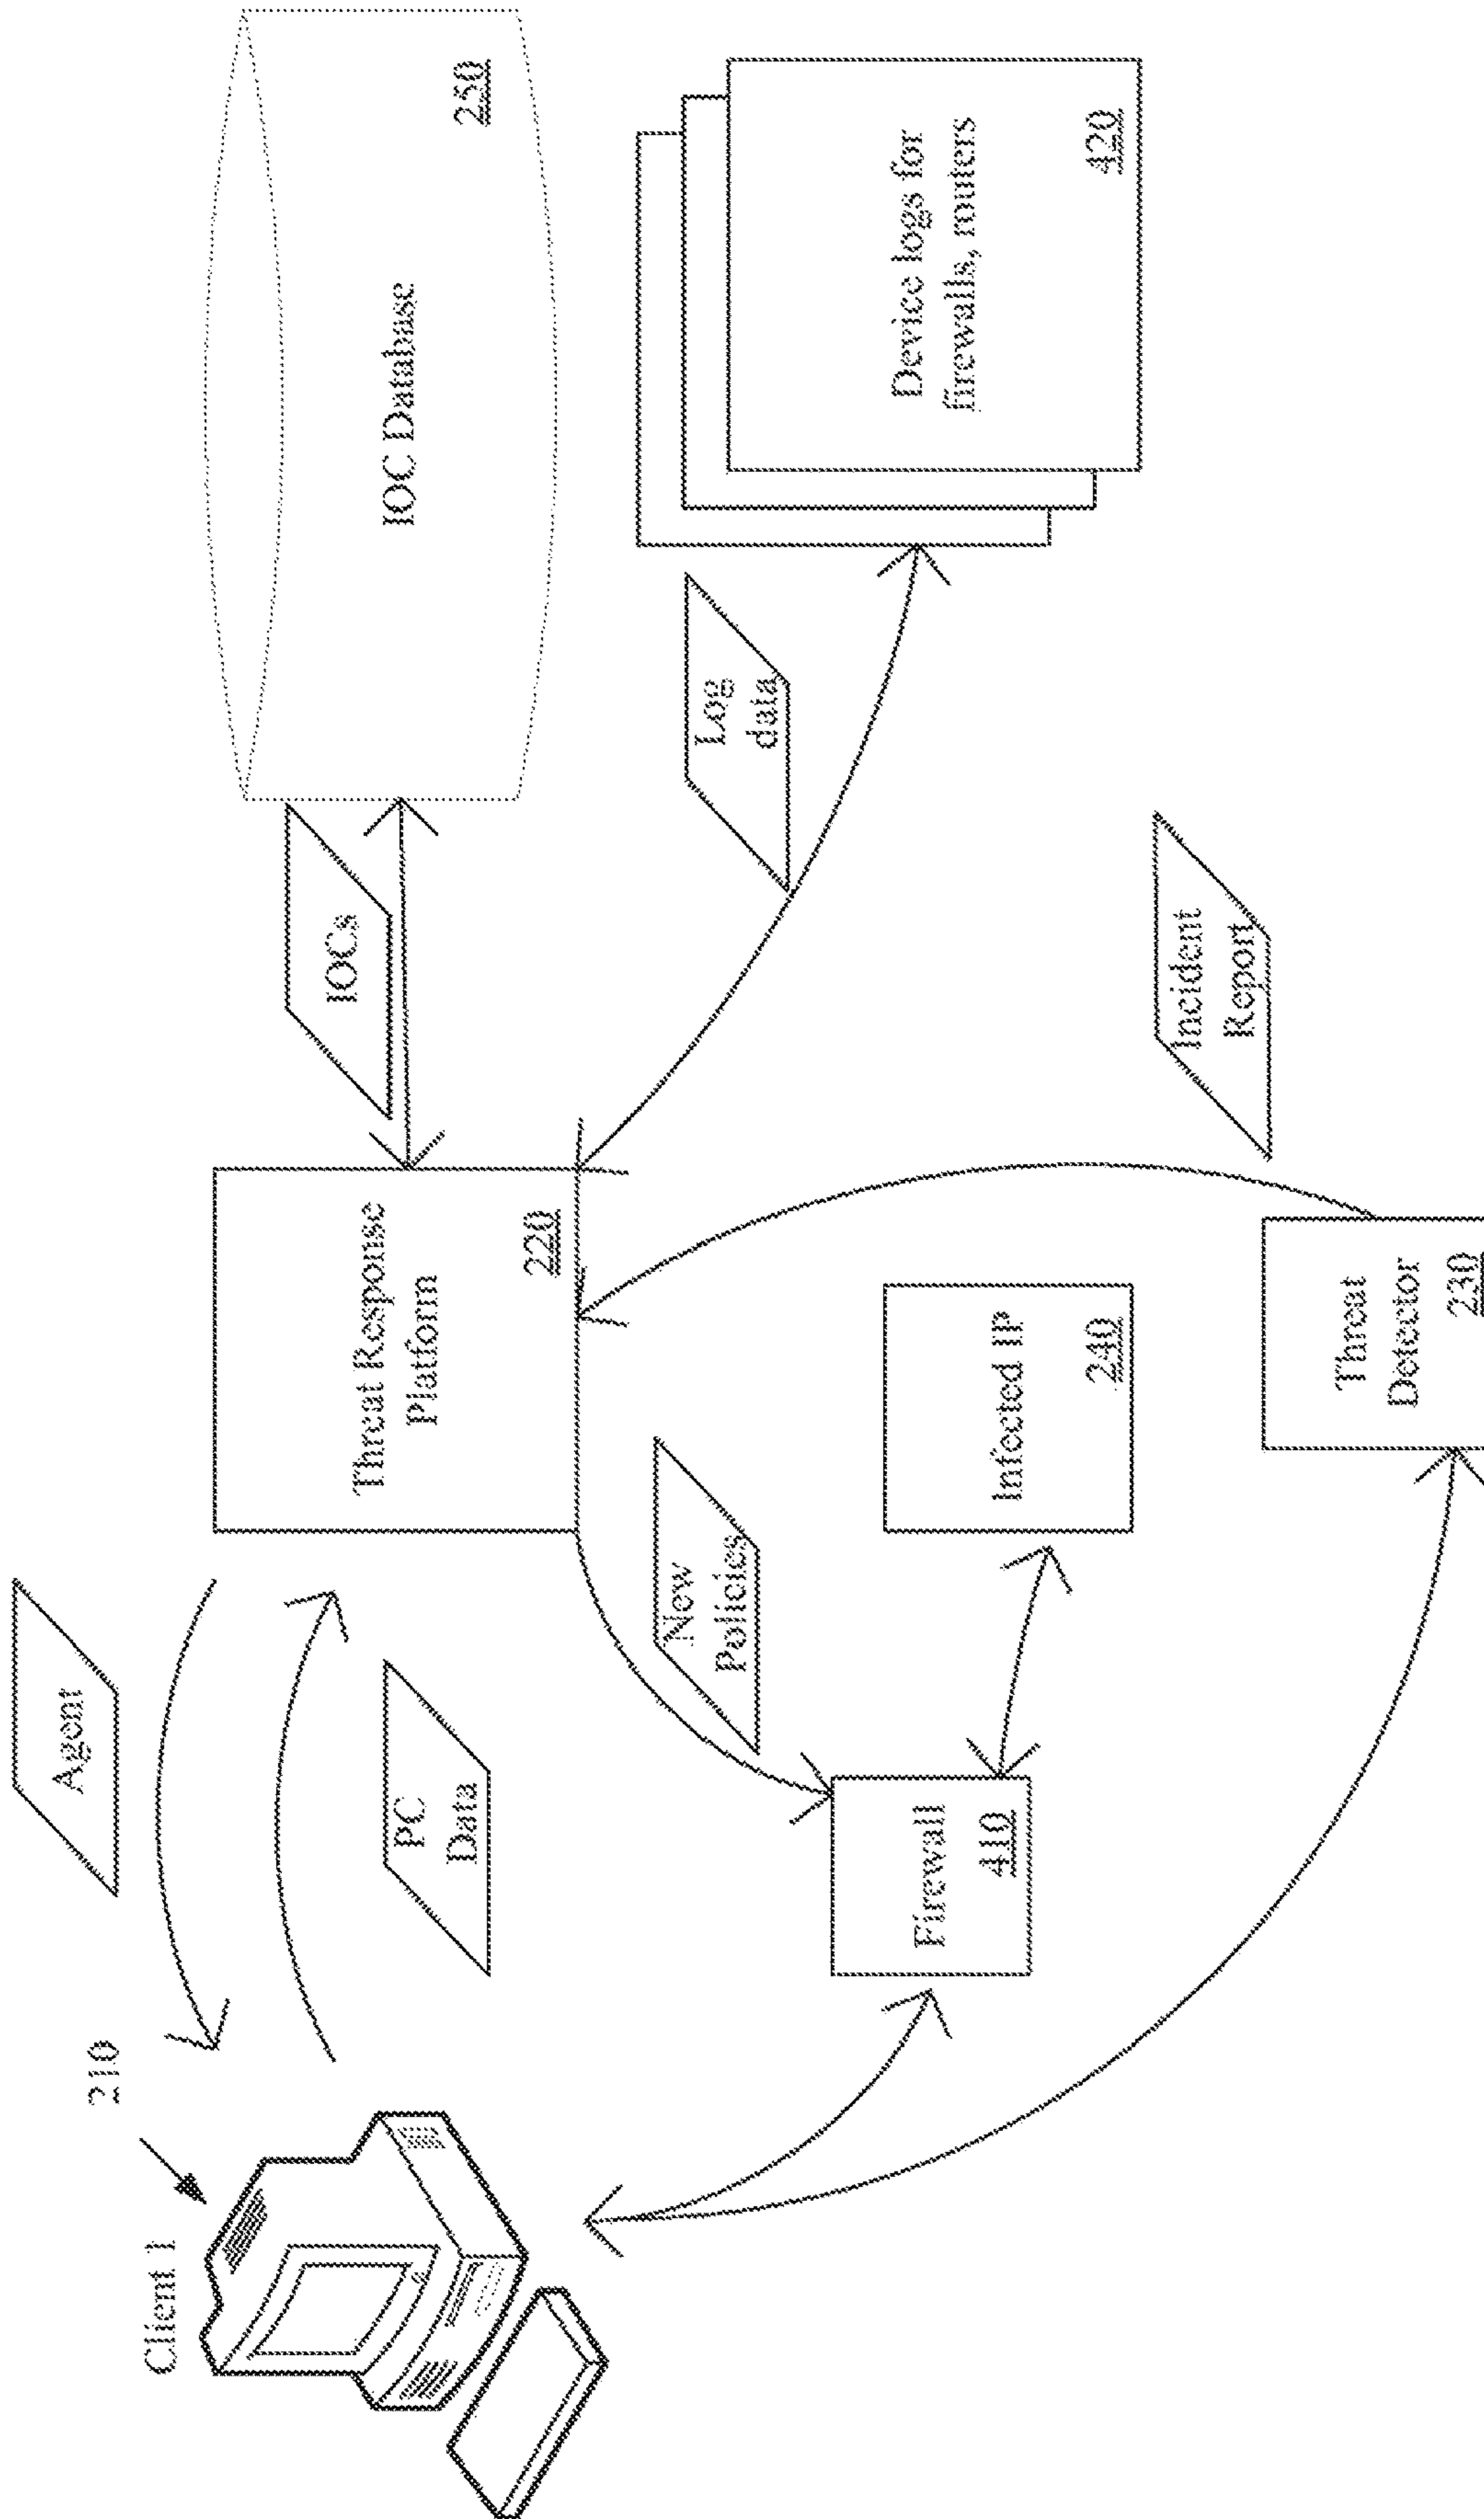 Client 1
210
Agent
PC
Data
Threat Response
Platform
220
IOCs
IOC Database
250
New
Policies
Log
data
Firewall
410
Infected IP
240
Device logs for
firewalls, routers
420
Incident
Report
Threat
Detector
230